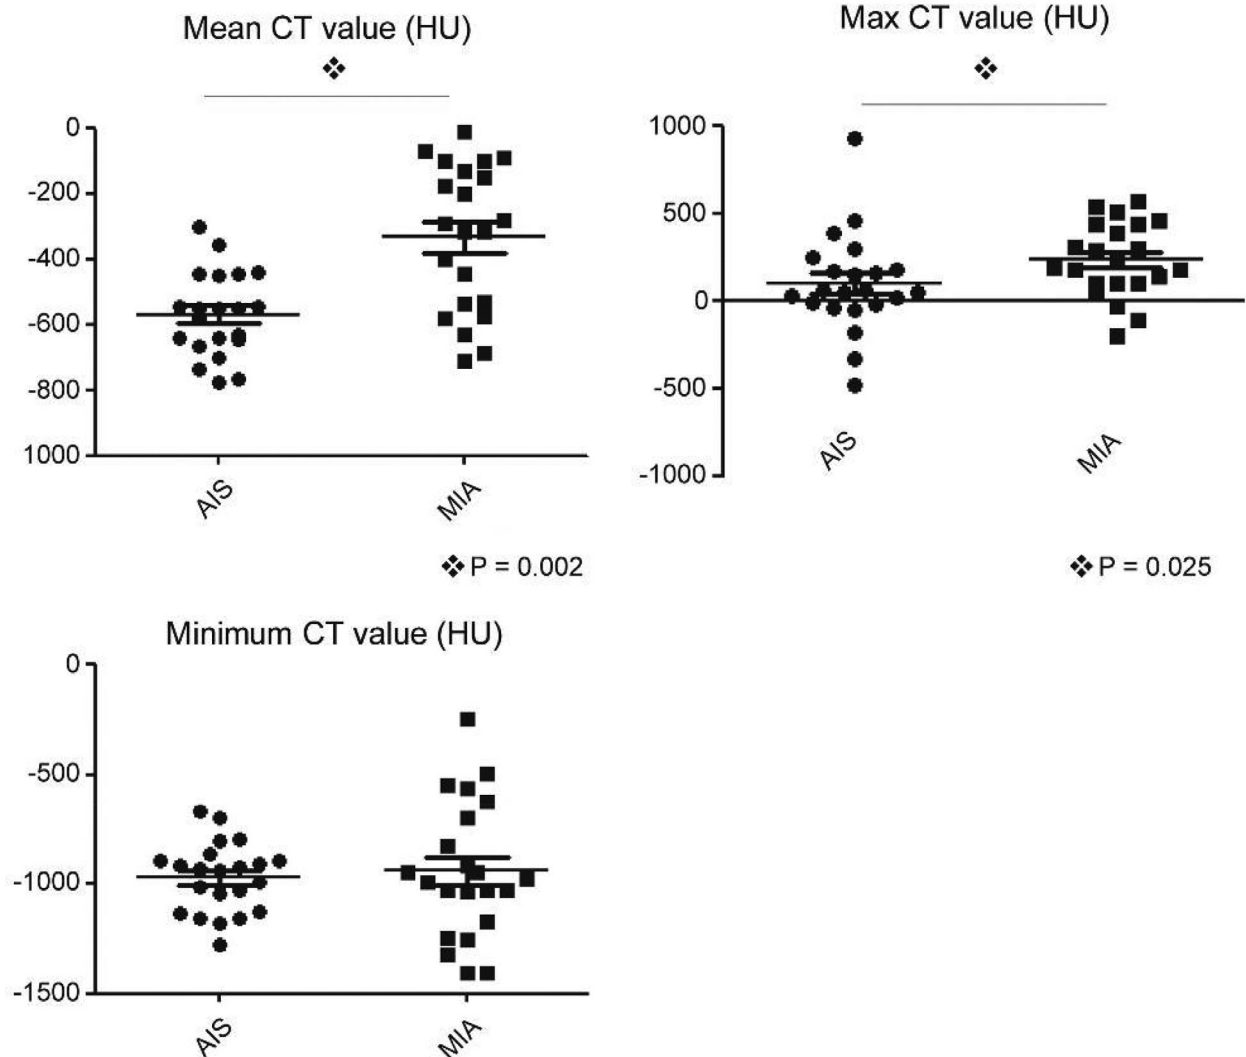 Mean CT value (HU)
❖
0
-200
-400
-600
-800
1000
AIS
MIA
❖ P = 0.002
Max CT value (HU)
❖
1000
500
0
-500
-1000
AIS
MIA
❖ P = 0.025
Minimum CT value (HU)
0
-500
-1000
-1500
AIS
MIA